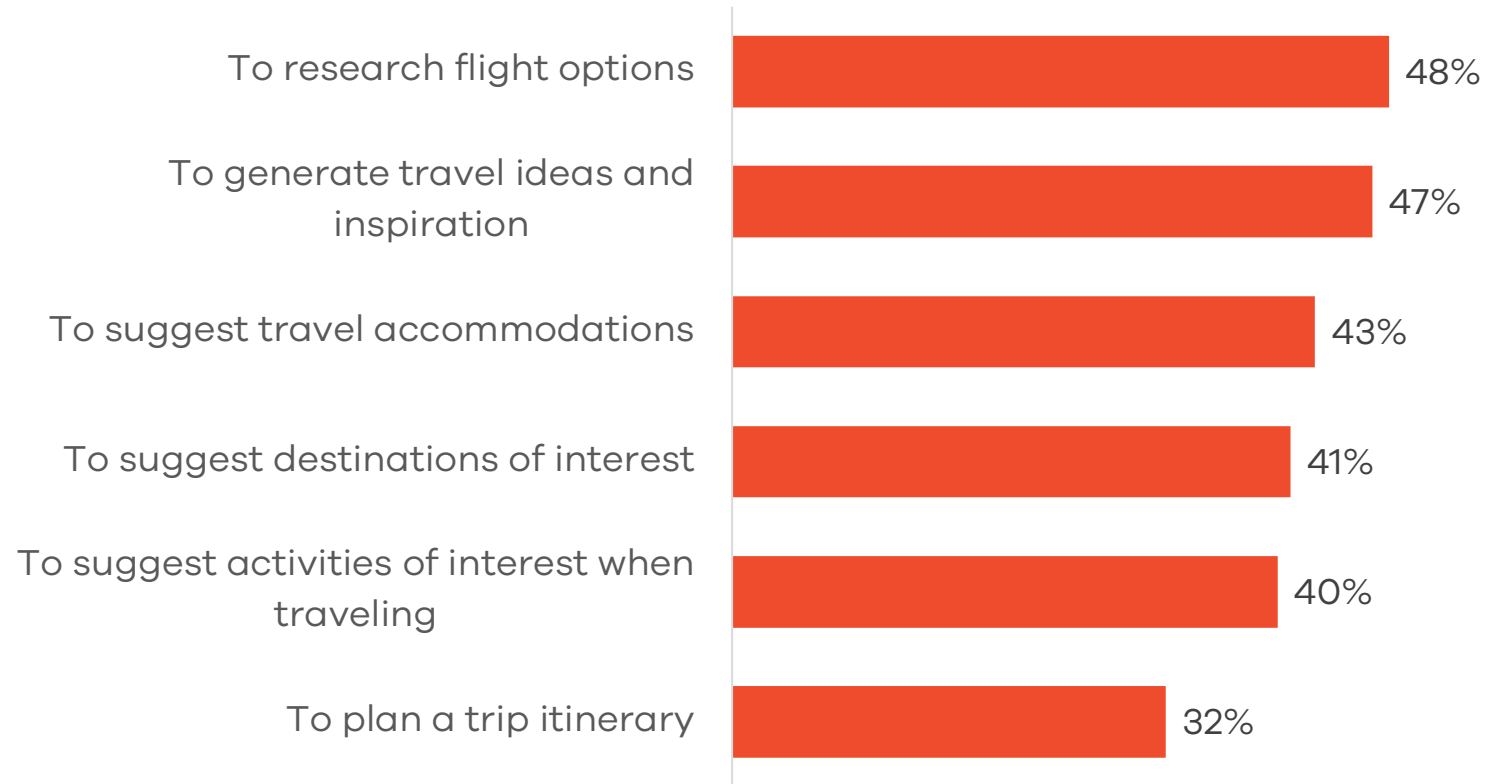 To research flight options
48%
To generate travel ideas and
inspiration
47%
To suggest travel accommodations
43%
To suggest destinations of interest
41%
To suggest activities of interest when
traveling
40%
To plan a trip itinerary
32%